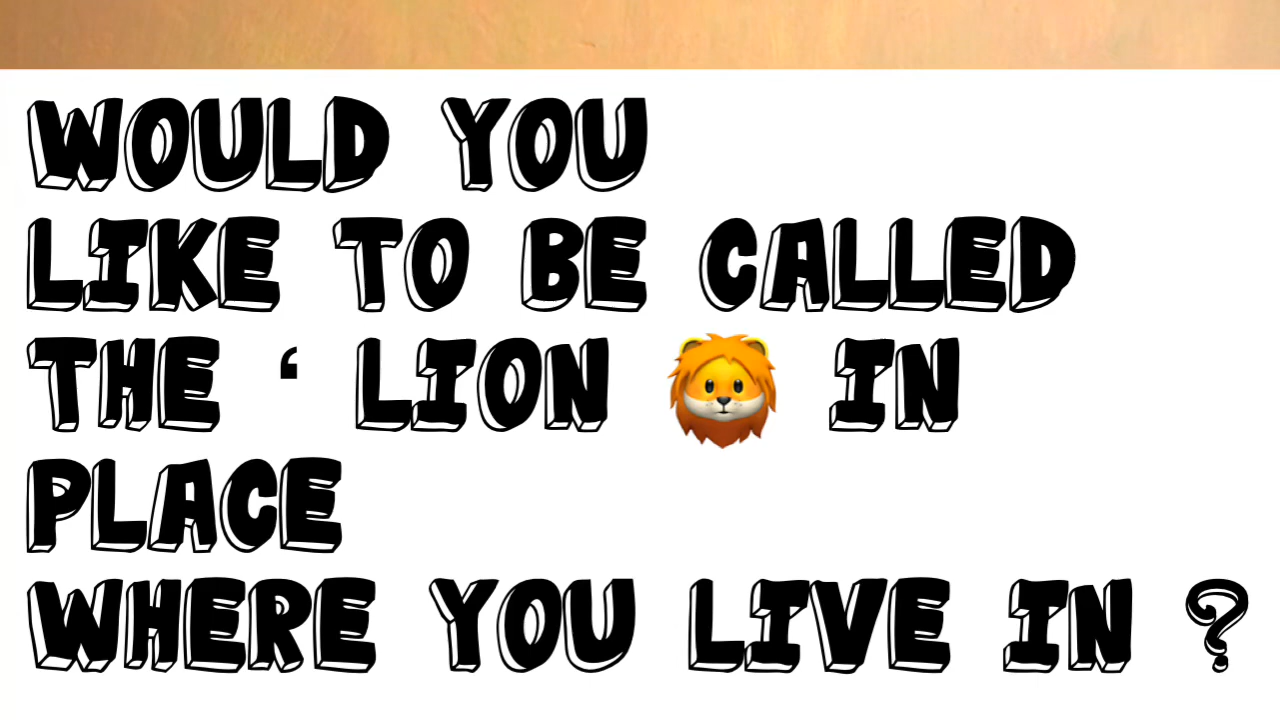 WOULD YOU
LIKE TO BE CALLED
THE ‘ LION 🦁 IN
PLACE
WHERE YOU LIVE IN ?